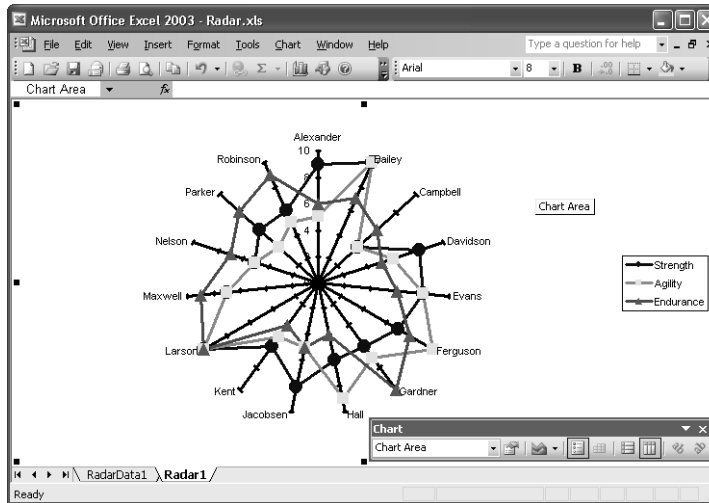 Microsoft Office Excel 2003 - Radar.xls
File Edit View Insert Format Tools Chart Window Help
Type a question for help
Arial 8 B
Chart Area fx
Alexander
10
Robinson
Bailey
8
Parker
Campbell
6
Chart Area
4
Nelson
Davidson
Strength
Maxwell
Evans
Agility
Endurance
Larson
Ferguson
Kent
Gardner
Jacobsen
Hall
Chart
Chart Area
RadarData1 Radar1
Ready